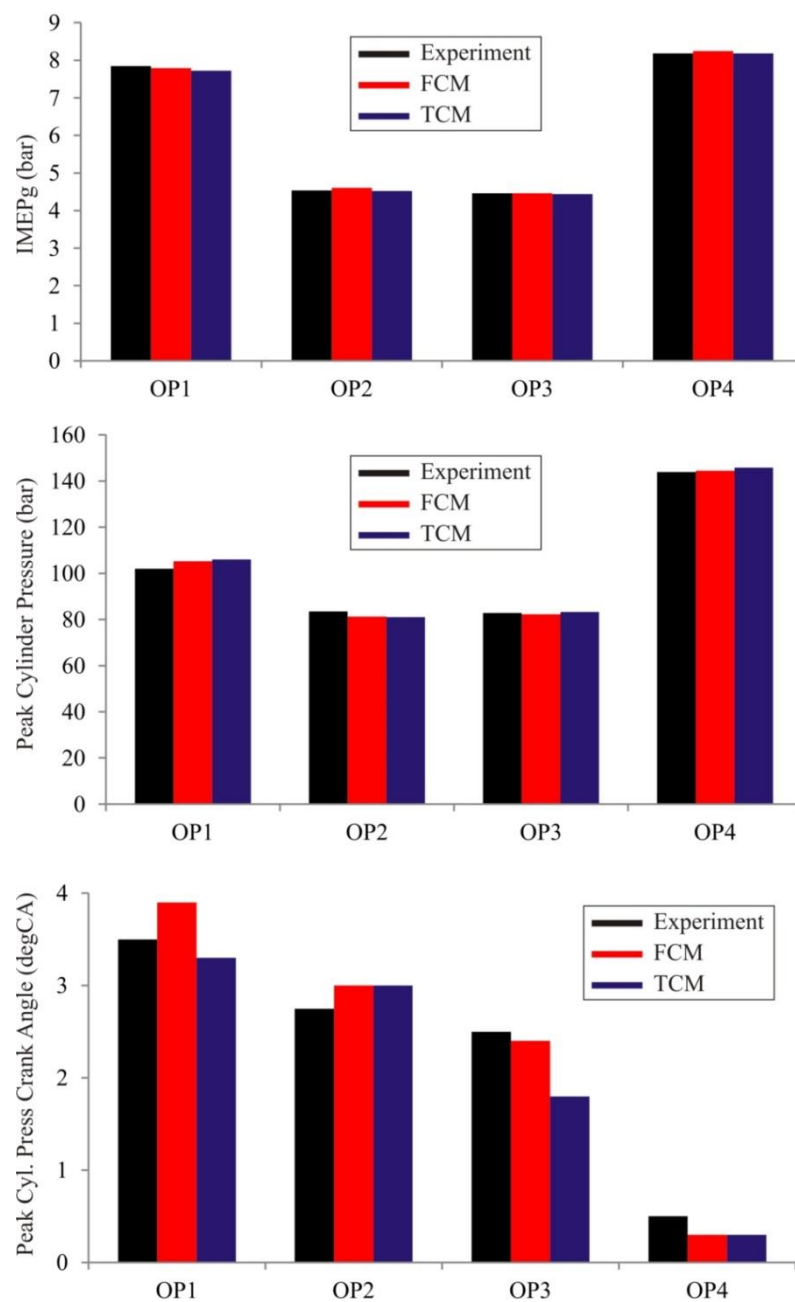 IMEPg (bar)
9
8
7
6
5
4
3
2
1
0
Experiment
FCM
TCM
OP1 OP2 OP3 OP4
Peak Cylinder Pressure (bar)
160
140
120
100
80
60
40
20
0
Experiment
FCM
TCM
OP1 OP2 OP3 OP4
Peak Cyl. Press Crank Angle (degCA)
4
3
2
1
0
Experiment
FCM
TCM
OP1 OP2 OP3 OP4